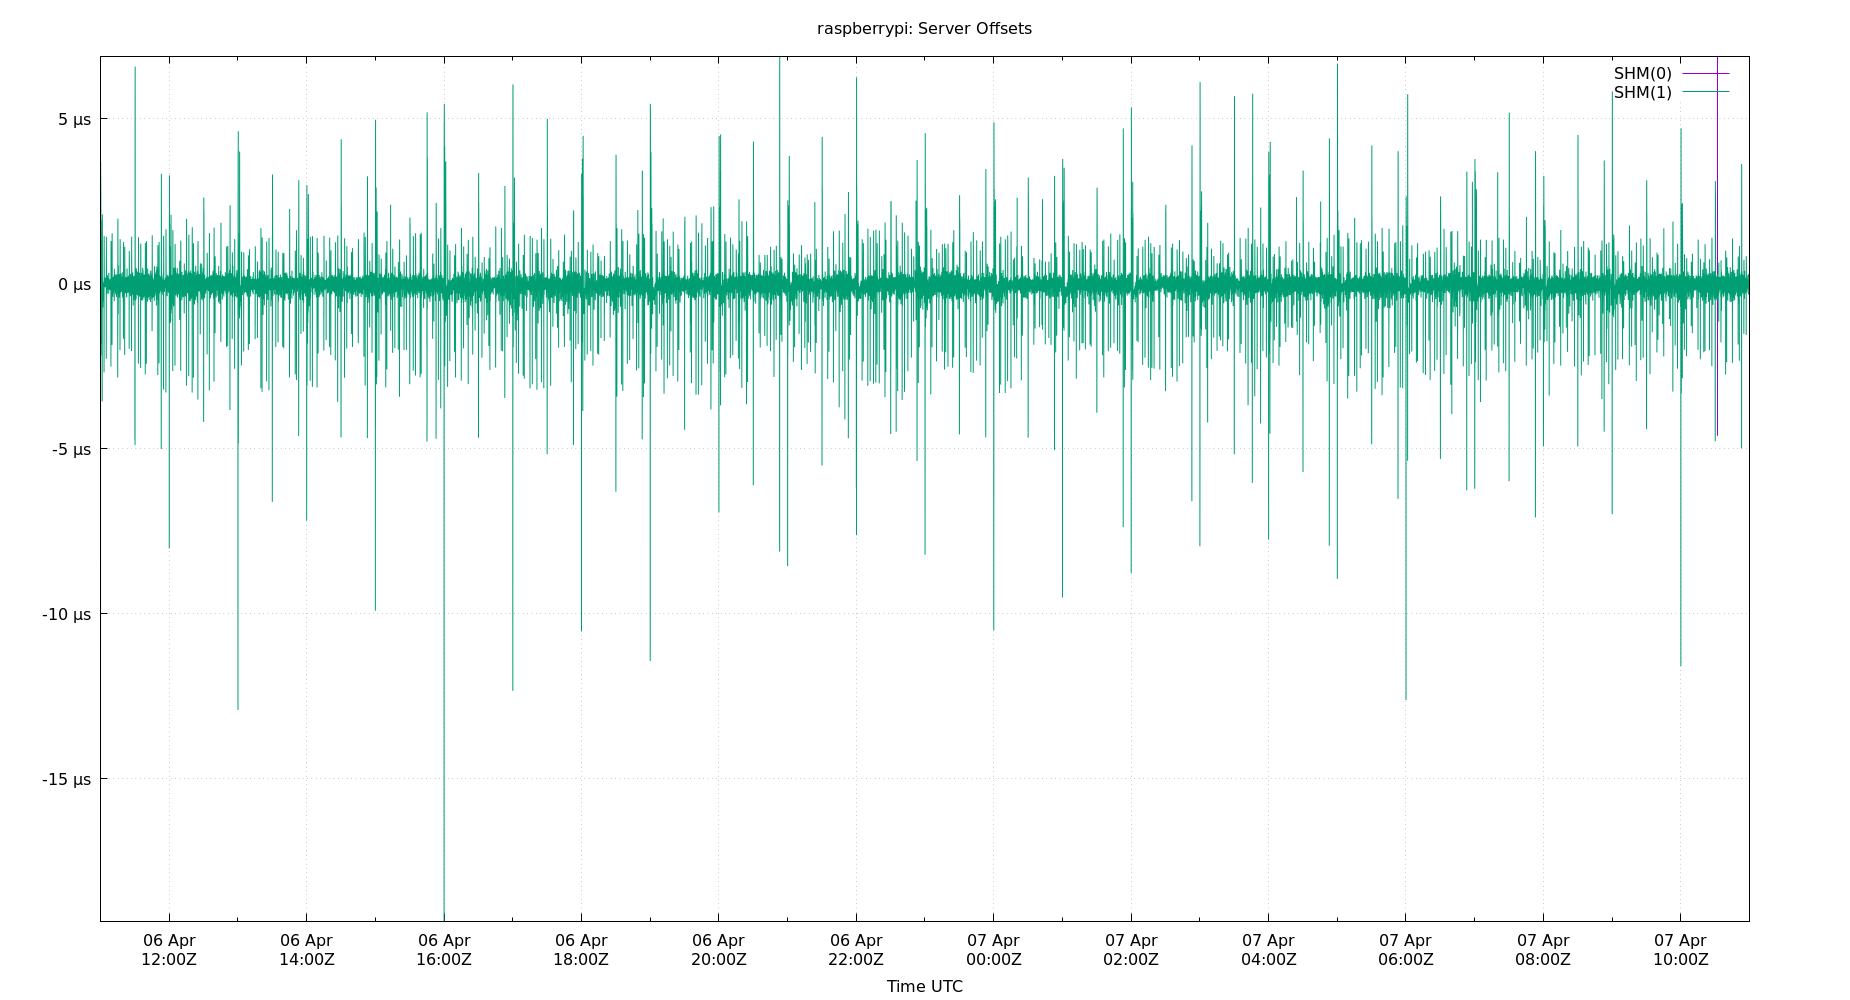 raspberrypi: Server Offsets
SHM(0)
SHM(1)
5 µs
0 µs
-5 µs
-10 µs
-15 µs
06 Apr 06 Apr 06 Apr 06 Apr 06 Apr 06 Apr 07 Apr 07 Apr 07 Apr 07 Apr 07 Apr 07 Apr
12:00Z 14:00Z 16:00Z 18:00Z 20:00Z 22:00Z 00:00Z 02:00Z 04:00Z 06:00Z 08:00Z 10:00Z
Time UTC